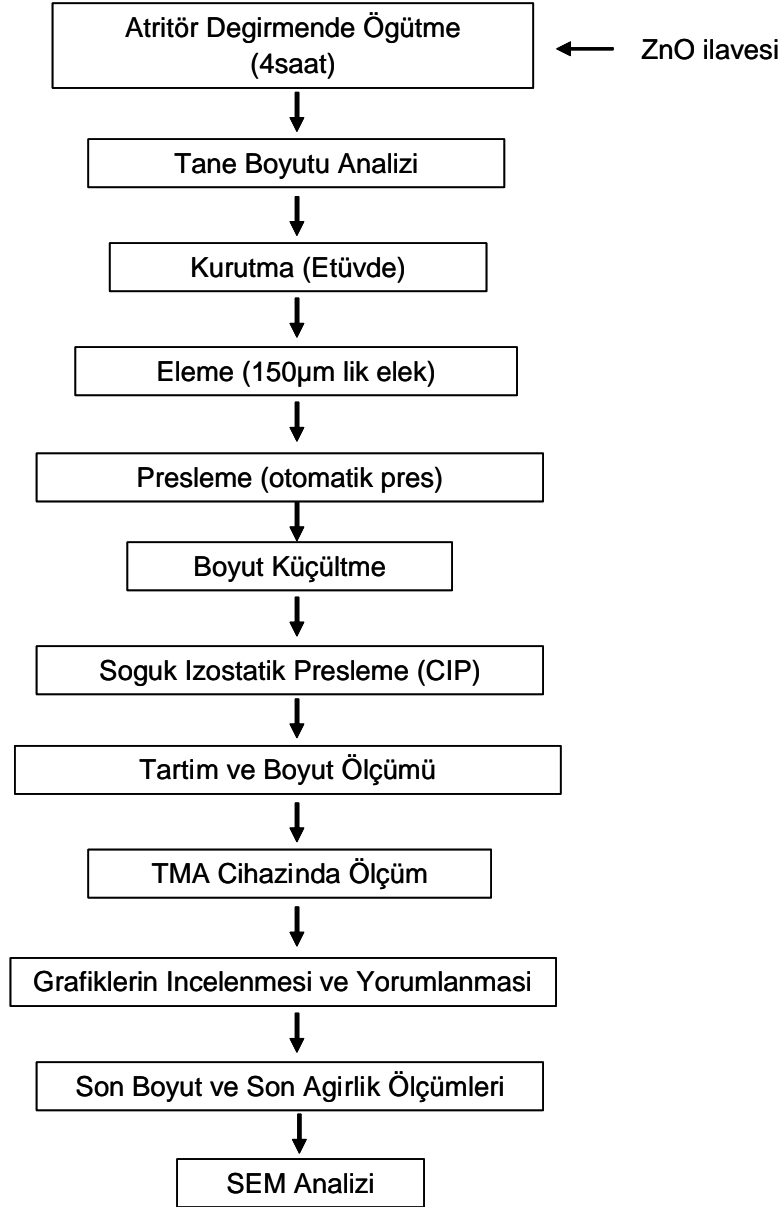 Atritör Degirmende Ögütme
(4saat)
ZnO ilavesi
Tane Boyutu Analizi
Kurutma (Etüvde)
Eleme (150µm lik elek)
Presleme (otomatik pres)
Boyut Küçültme
Soguk Izostatik Presleme (CIP)
Tartim ve Boyut Ölçümü
TMA Cihazinda Ölçüm
Grafiklerin Incelenmesi ve Yorumlanmasi
Son Boyut ve Son Agirlik Ölçümleri
SEM Analizi